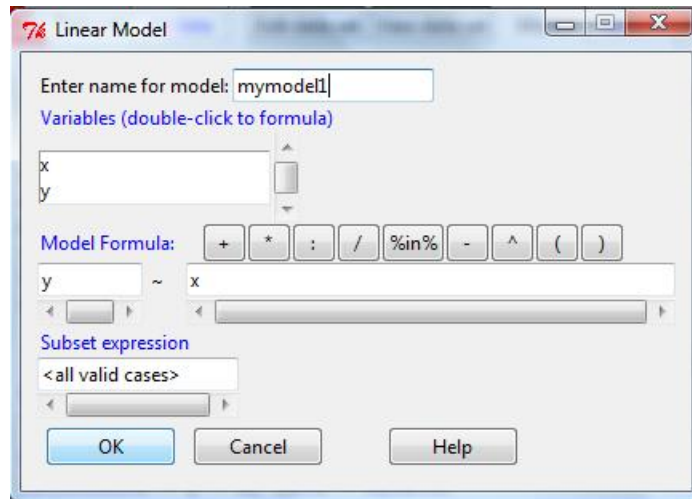 Linear Model
Enter name for model: mymodel1
Variables (double-click to formula)
x
y
Model Formula: + * : / %in% - ^ ( )
y ~ x
Subset expression
<all valid cases>
OK Cancel Help